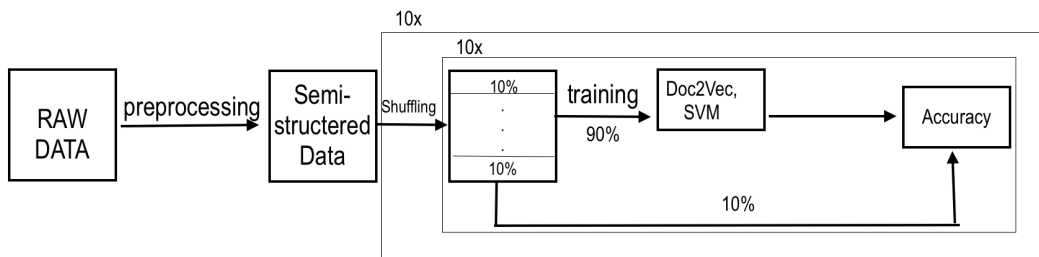 10x
10x
RAW
DATA
preprocessing
Semi-
structered
Data
Shuffling
10%
.
.
.
10%
training
90%
Doc2Vec,
SVM
Accuracy
10%